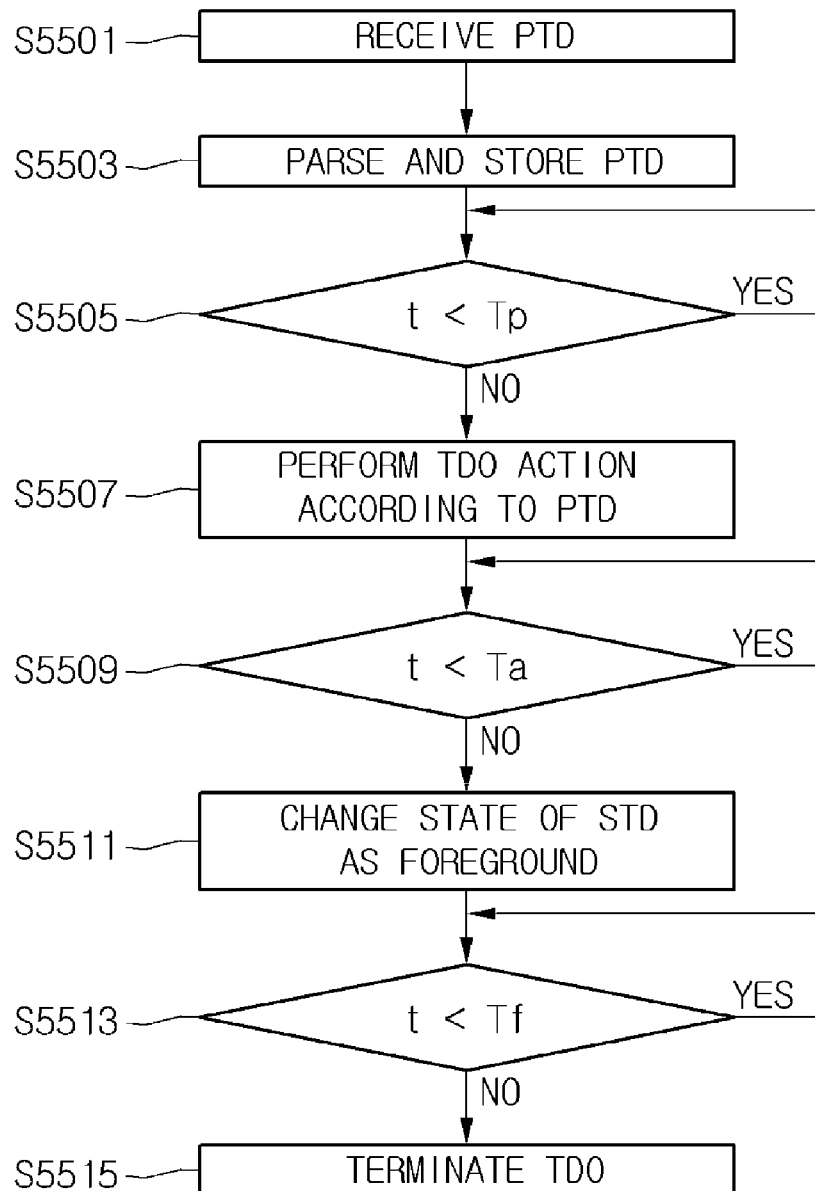 S5501
RECEIVE PTD
S5503
PARSE AND STORE PTD
S5505
t < Tp
YES
NO
S5507
PERFORM TDO ACTION
ACCORDING TO PTD
S5509
t < Ta
YES
NO
S5511
CHANGE STATE OF STD
AS FOREGROUND
S5513
t < Tf
YES
NO
S5515
TERMINATE TDO